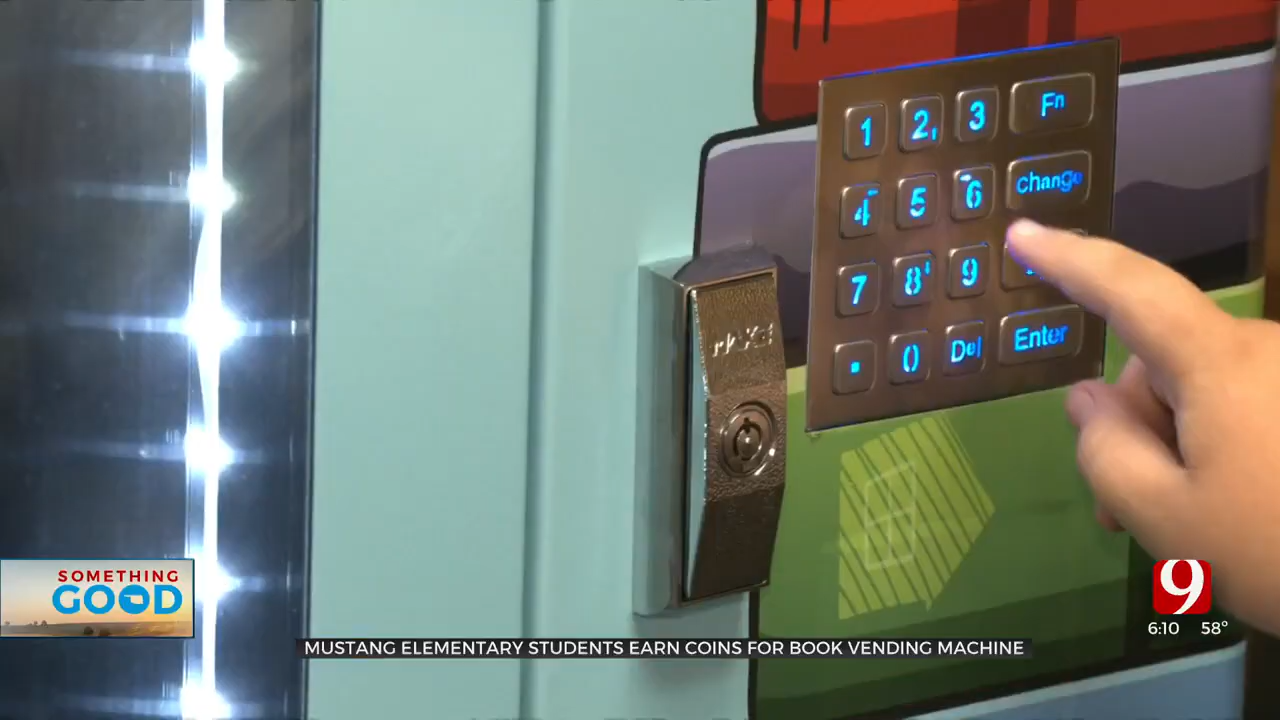 1 2 3 Fn
4 5 6 Change
7 8 9
. 0 Del Enter
SOMETHING
GOOD
9
6:10 58°
MUSTANG ELEMENTARY STUDENTS EARN COINS FOR BOOK VENDING MACHINE